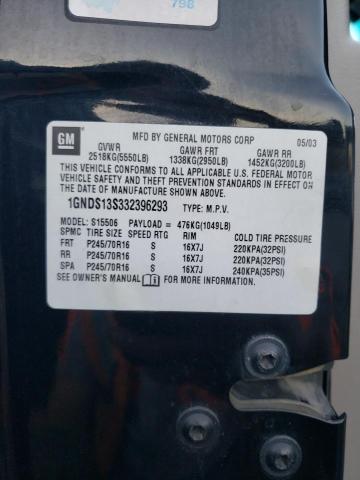 798
GM
MFD BY GENERAL MOTORS CORP 05/03
GVWR GAWR FRT GAWR RR
2518KG(5550LB) 1338KG(2950LB) 1452KG(3200LB)
THIS VEHICLE CONFORMS TO ALL APPLICABLE U.S. FEDERAL MOTOR
VEHICLE SAFETY AND THEFT PREVENTION STANDARDS IN EFFECT ON
THE DATE OF MANUFACTURE SHOWN ABOVE.
1GNDS13S332396293 TYPE: M.P.V.
MODEL: S15506 PAYLOAD = 476KG(1049LB)
SPMC TIRE SIZE SPEED RTG RIM COLD TIRE PRESSURE
FRT P245/70R16 S 16X7J 220KPA(32PSI)
RR P245/70R16 S 16X7J 220KPA(32PSI)
SPA P245/70R16 S 16X7J 240KPA(35PSI)
SEE OWNER'S MANUAL FOR MORE INFORMATION